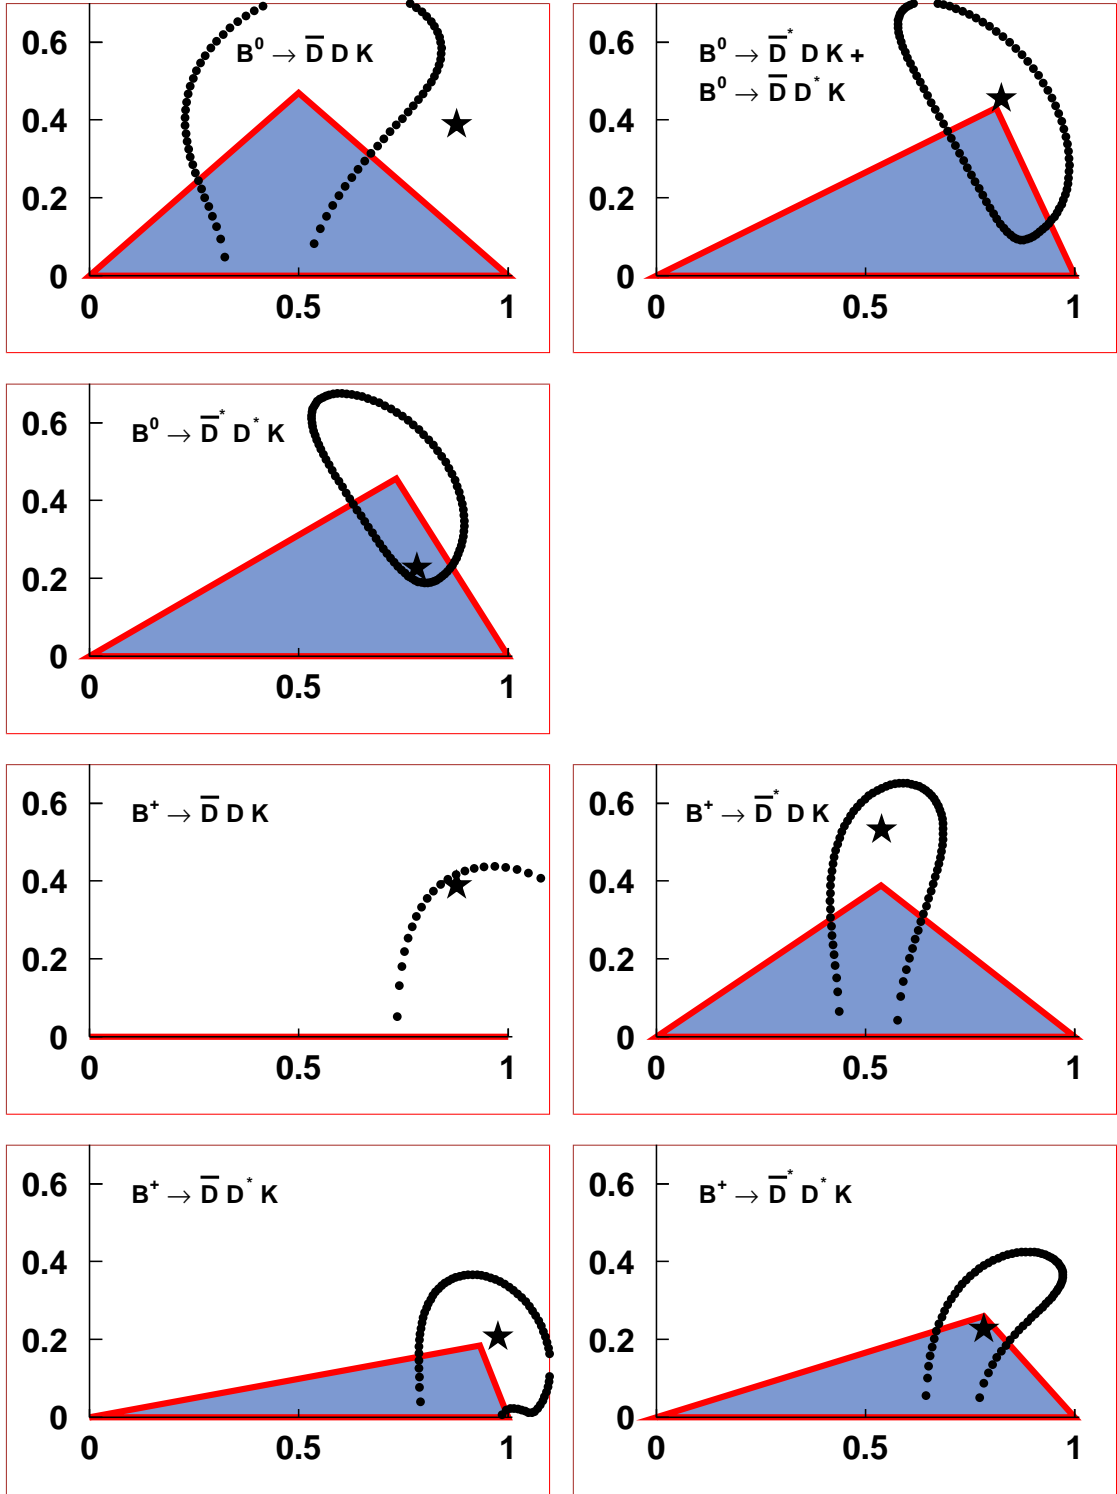 B⁰ → D̅ D K
0.6
0.4
0.2
0
0 0.5 1
B⁰ → D̅* D K +
B⁰ → D̅ D* K
0.6
0.4
0.2
0
0 0.5 1
B⁰ → D̅* D* K
0.6
0.4
0.2
0
0 0.5 1
B⁺ → D̅ D K
0.6
0.4
0.2
0
0 0.5 1
B⁺ → D̅* D K
0.6
0.4
0.2
0
0 0.5 1
B⁺ → D̅ D* K
0.6
0.4
0.2
0
0 0.5 1
B⁺ → D̅* D* K
0.6
0.4
0.2
0
0 0.5 1